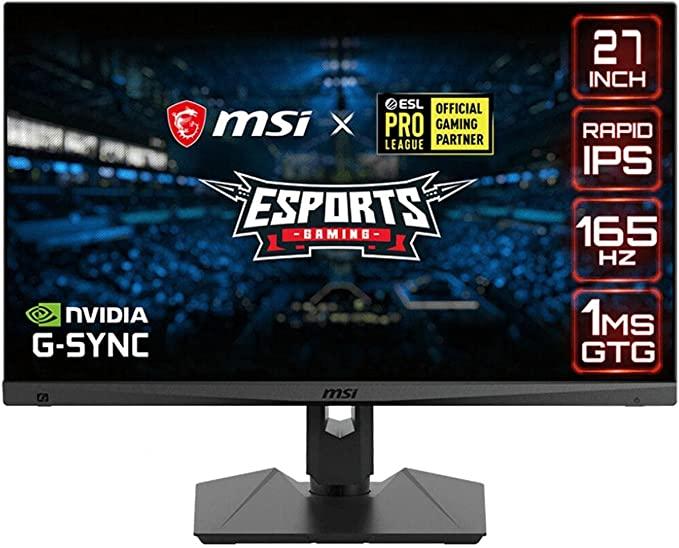 msi X
ESL
PRO
LEAGUE
OFFICIAL
GAMING
PARTNER
ESPORTS
GAMING
NVIDIA
G-SYNC
27
INCH
RAPID
IPS
165
HZ
1MS
GTG
msi